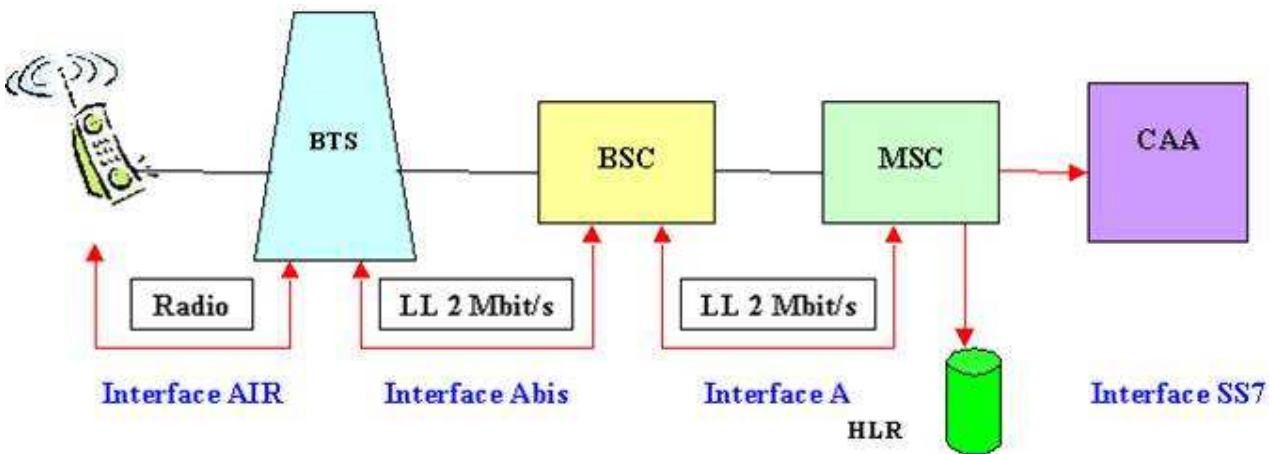 BTS
BSC
MSC
CAA
Radio
LL 2 Mbit/s
LL 2 Mbit/s
Interface AIR
Interface Abis
Interface A
Interface SS7
HLR